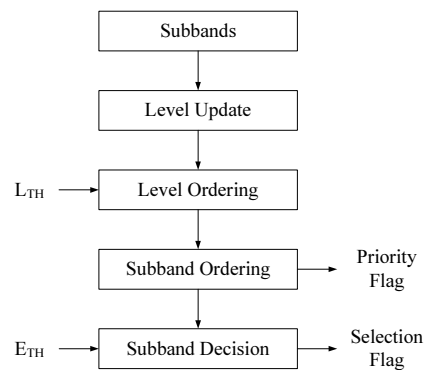 Subbands
Level Update
L_TH
Level Ordering
Subband Ordering
Priority
Flag
E_TH
Subband Decision
Selection
Flag